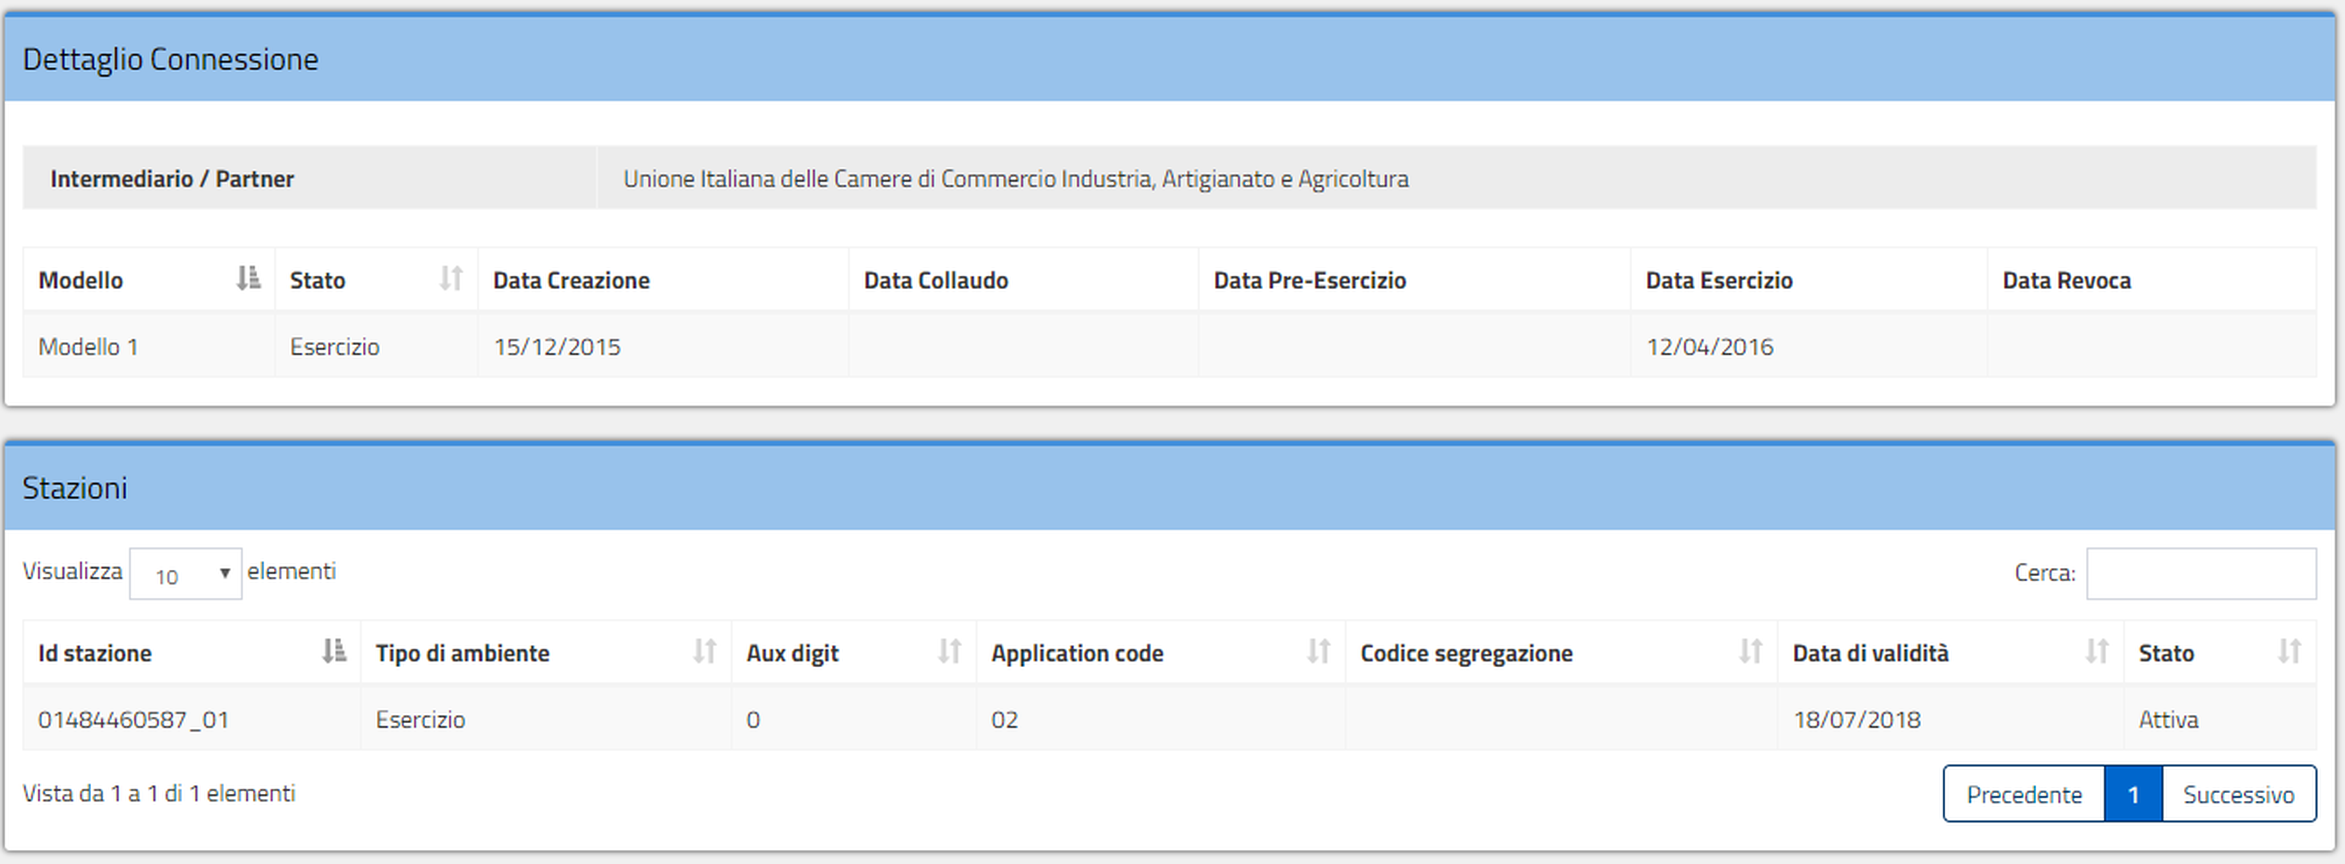 Dettaglio Connessione
Intermediario / Partner Unione Italiana delle Camere di Commercio Industria, Artigianato e Agricoltura
Modello Stato Data Creazione Data Collaudo Data Pre-Esercizio Data Esercizio Data Revoca
Modello 1 Esercizio 15/12/2015 12/04/2016
Stazioni
Visualizza 10 elementi Cerca:
Id stazione Tipo di ambiente Aux digit Application code Codice segregazione Data di validità Stato
01484460587_01 Esercizio 0 02 18/07/2018 Attiva
Vista da 1 a 1 di 1 elementi Precedente 1 Successivo